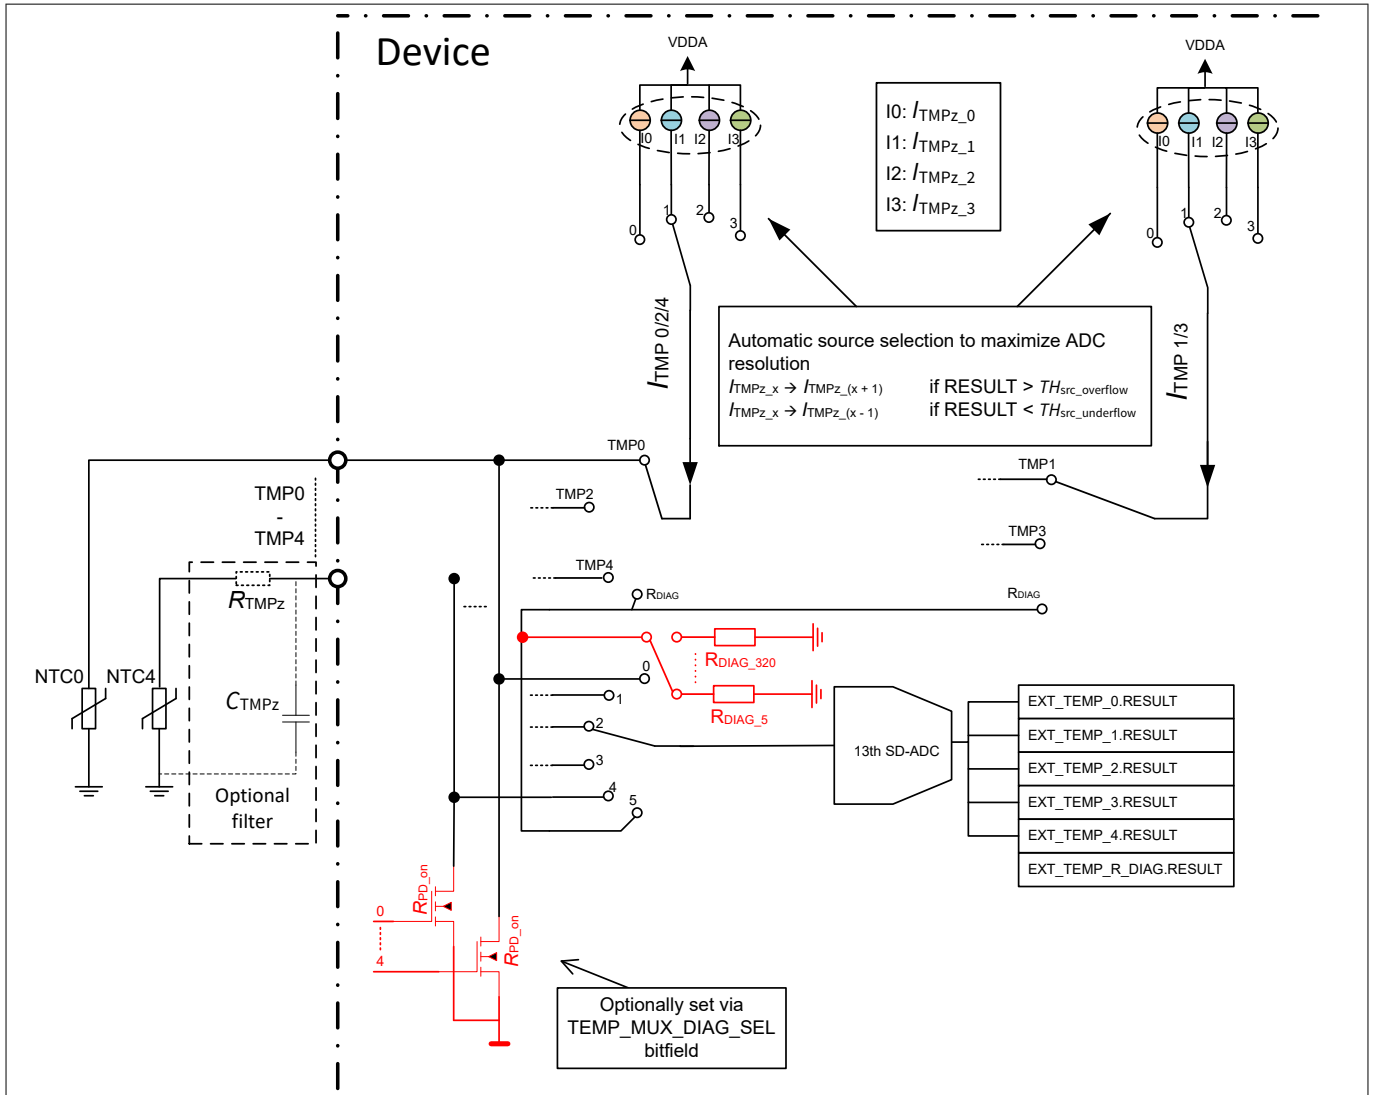 Device
VDDA
VDDA
I0
I1
I2
I3
I0: ITMPz_0
I1: ITMPz_1
I2: ITMPz_2
I3: ITMPz_3
I0
I1
I2
I3
0
1
2
3
0
1
2
3
ITMP 0/2/4
Automatic source selection to maximize ADC
resolution
ITMPz_x → ITMPz_(x + 1) if RESULT > THsrc_overflow
ITMPz_x → ITMPz_(x - 1) if RESULT < THsrc_underflow
ITMP 1/3
TMP0
TMP1
TMP0
-
TMP4
TMP2
TMP3
TMP4
RDIAG
RDIAG
RTMPz
NTC0
NTC4
CTMPz
Optional
filter
RDIAG_320
RDIAG_5
0
1
2
3
4
5
13th SD-ADC
EXT_TEMP_0.RESULT
EXT_TEMP_1.RESULT
EXT_TEMP_2.RESULT
EXT_TEMP_3.RESULT
EXT_TEMP_4.RESULT
EXT_TEMP_R_DIAG.RESULT
RPD_on
RPD_on
0
4
Optionally set via
TEMP_MUX_DIAG_SEL
bitfield